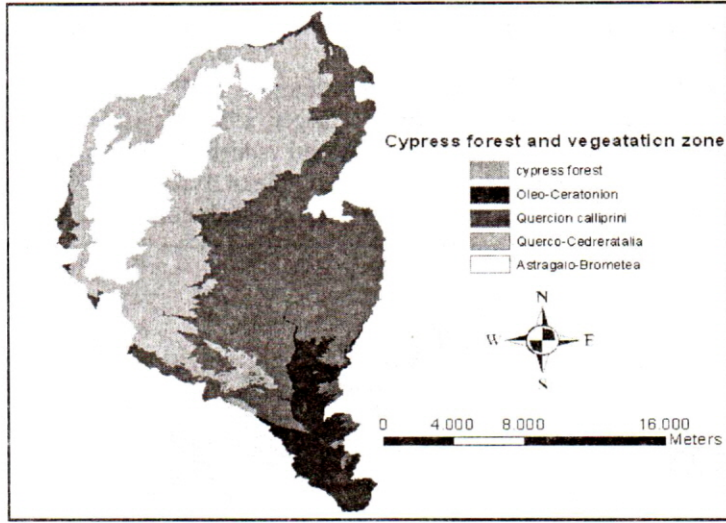 Cypress forest and vegeatation zone
cypress forest
Oleo-Ceratonion
Quercion calliprini
Querco-Cedreratalia
Astragalo-Brometea
N
W E
S
0 4.000 8.000 16.000
Meters